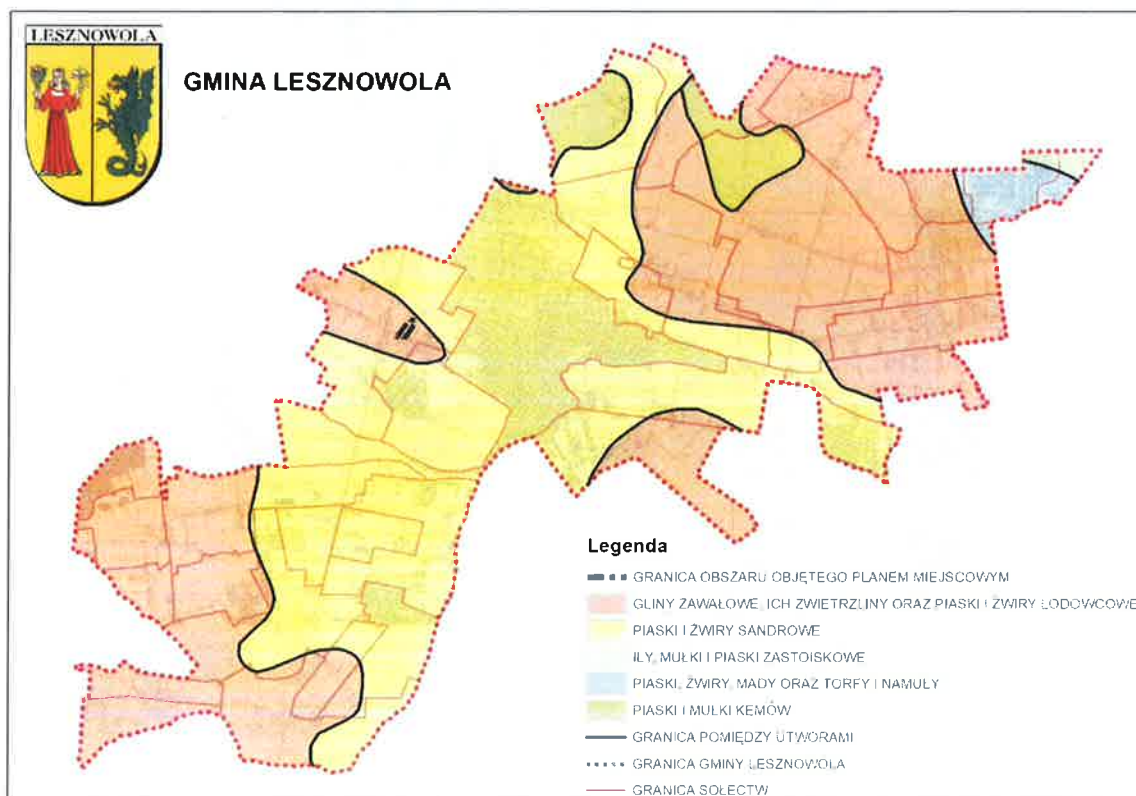 LESZNOWOLA
GMINA LESZNOWOLA
Legenda
GRANICA OBSZARU OBJĘTEGO PLANEM MIEJSCOWYM
GLINY ZAWAŁOWE, ICH ZWIETRZLINY ORAZ PIASKI I ŻWIRY LODOWCOWE
PIASKI I ŻWIRY SANDROWE
IŁY, MUŁKI I PIASKI ZASTOISKOWE
PIASKI, ŻWIRY, MADY ORAZ TORFY I NAMUŁY
PIASKI I MUŁKI KEMÓW
GRANICA POMIĘDZY UTWORAMI
GRANICA GMINY LESZNOWOLA
GRANICA SOŁECTW